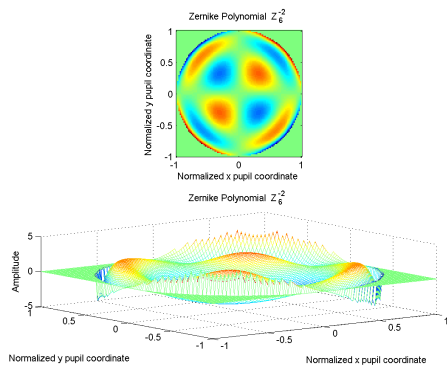 Zernike Polynomial Z₆⁻²
1
0.5
0
-0.5
-1
Normalized y pupil coordinate
-1 0 1
Normalized x pupil coordinate
Zernike Polynomial Z₆⁻²
5
0
-5
Amplitude
1
0.5
0
-0.5
-1
Normalized y pupil coordinate
-1
-0.5
0
0.5
1
Normalized x pupil coordinate